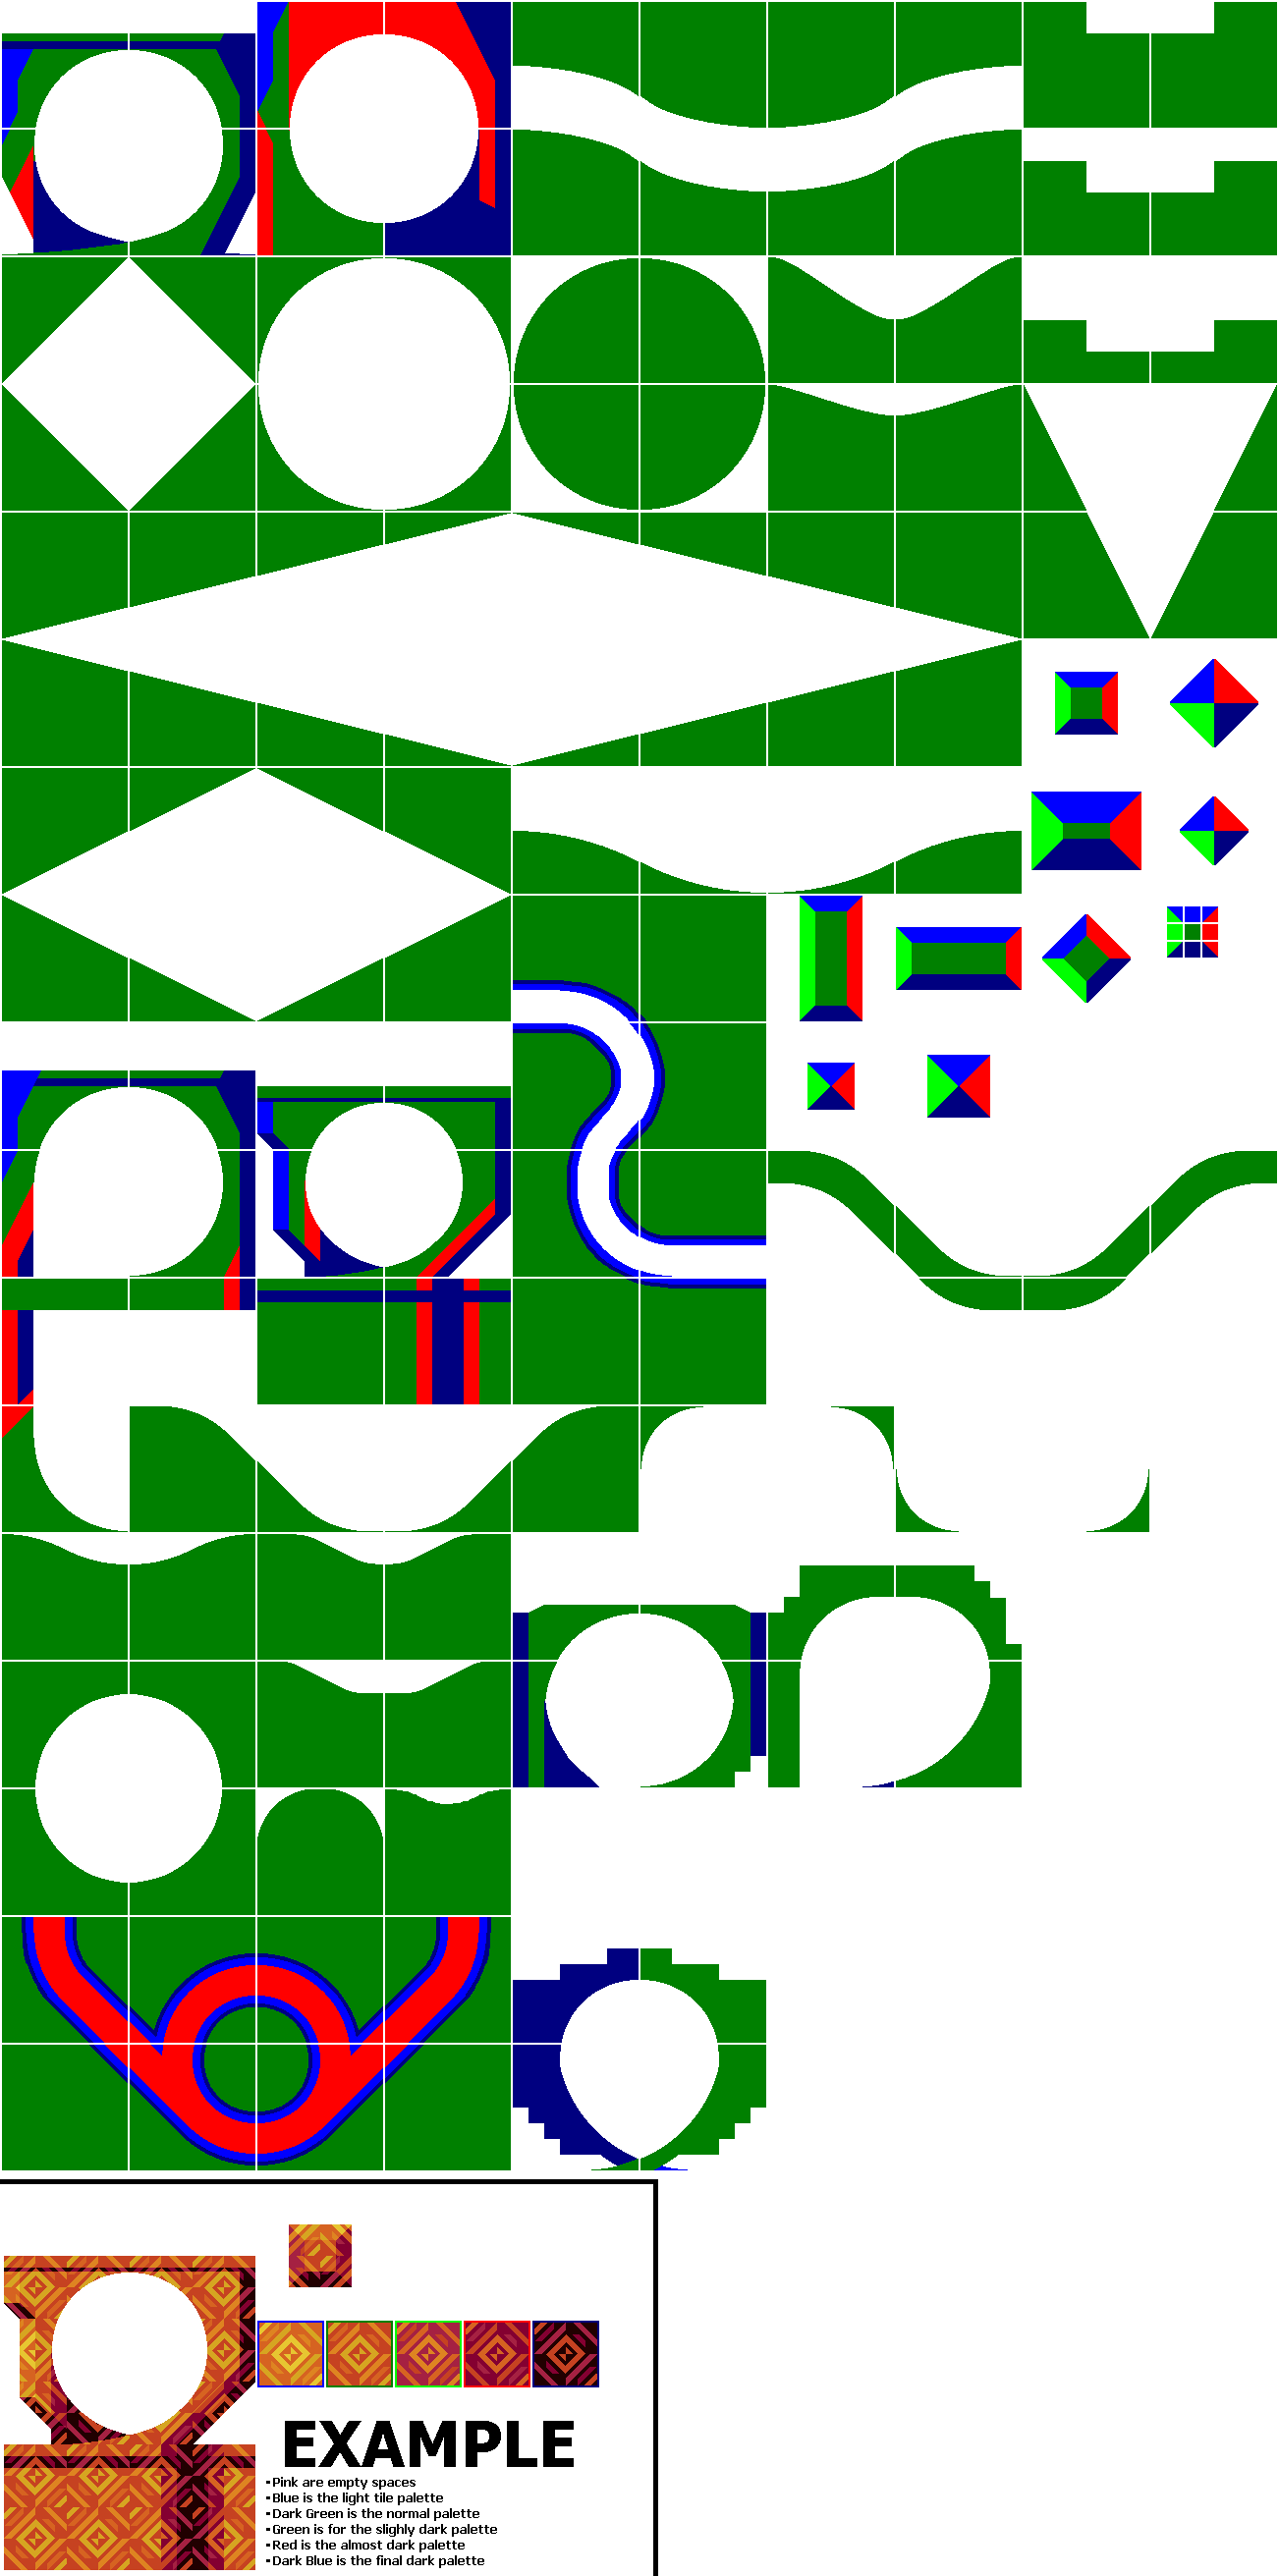 EXAMPLE
-Pink are empty spaces
-Blue is the light tile palette
-Dark Green is the normal palette
-Green is for the slighly dark palette
-Red is the almost dark palette
-Dark Blue is the final dark palette